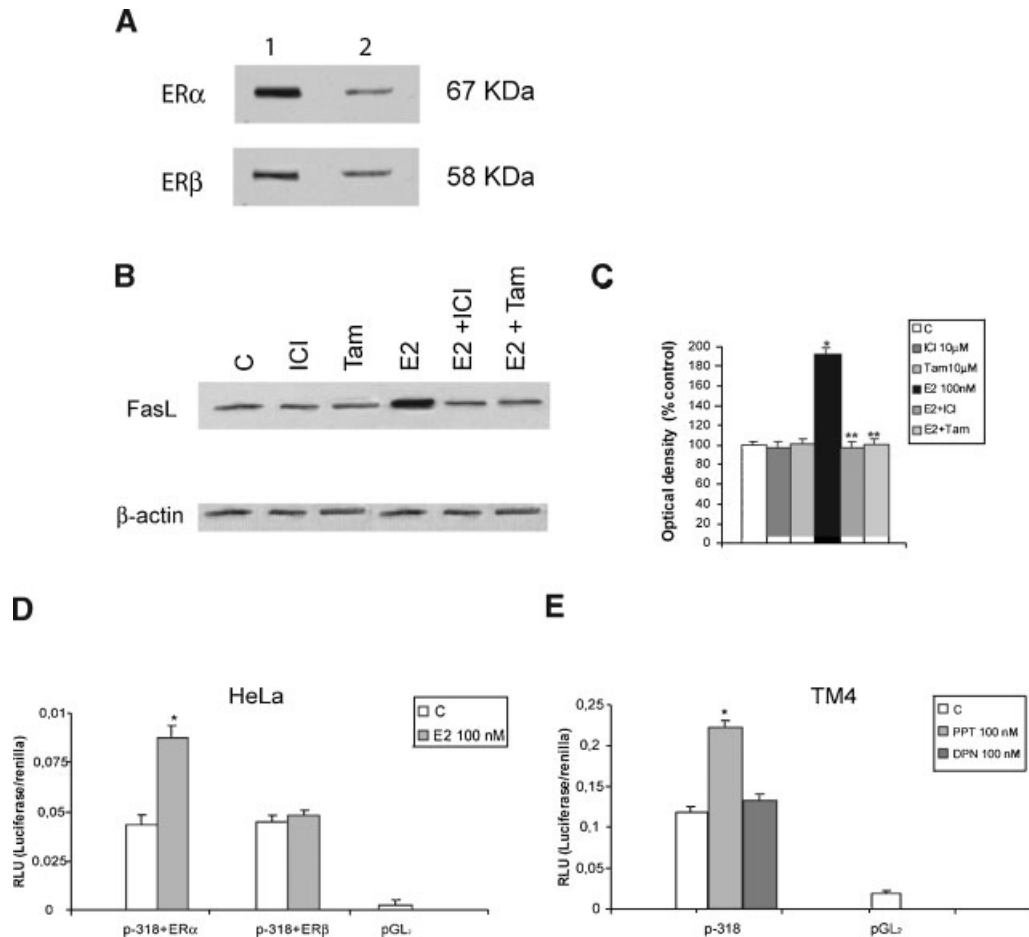 A
1 2
ERα 67 KDa
ERβ 58 KDa
B
C ICI Tam E2 E2 +ICI E2 + Tam
FasL
β-actin
C
Optical density (% control)
200
180
160
140
120
100
80
60
40
20
0
*
** **
C
ICI 10µM
Tam10µM
E2 100nM
E2+ICI
E2+Tam
D
HeLa
RLU (Luciferase/renilla)
0,01
0,075
0,05
0,025
0
*
C
E2 100 nM
p-318+ERα p-318+ERβ pGL₂
E
TM4
RLU (Luciferase/renilla)
0,25
0,2
0,15
0,1
0,05
0
*
C
PPT 100 nM
DPN 100 nM
p-318 pGL₂